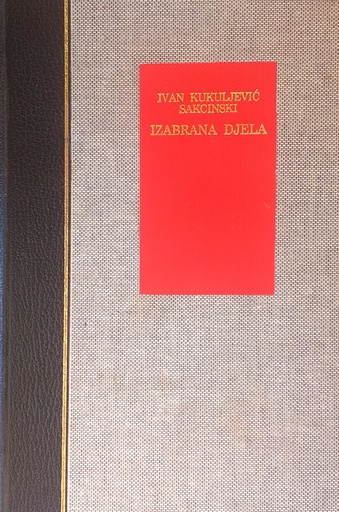 IVAN KUKULJEVIĆ
SAKCINSKI
IZABRANA DJELA